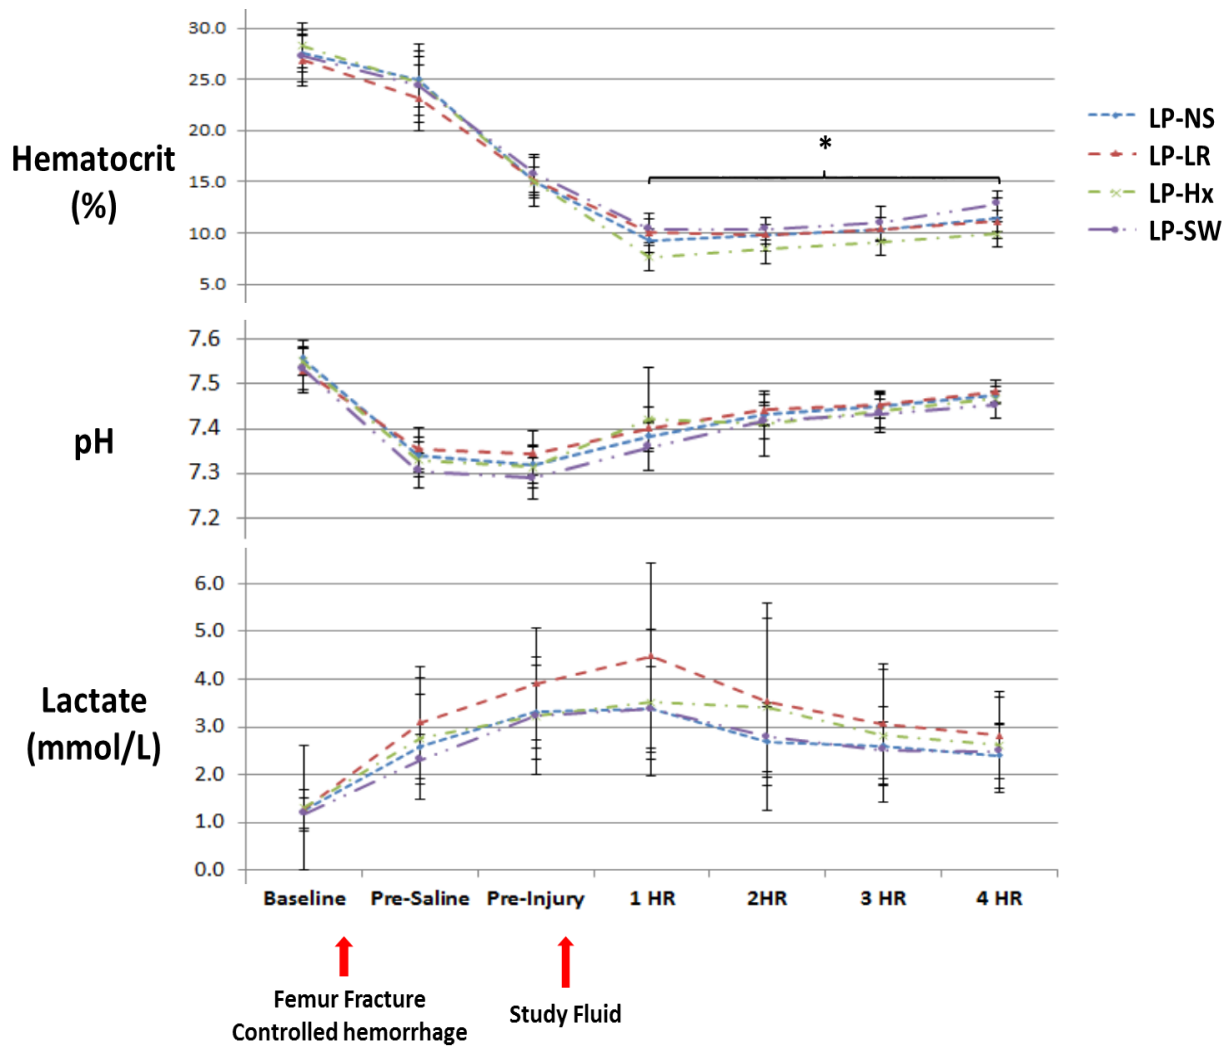 30.0
25.0
20.0
15.0
10.0
5.0
Hematocrit
(%)
*
LP-NS
LP-LR
LP-Hx
LP-SW
7.6
7.5
7.4
7.3
7.2
pH
6.0
5.0
4.0
3.0
2.0
1.0
0.0
Lactate
(mmol/L)
Baseline Pre-Saline Pre-Injury 1 HR 2HR 3 HR 4 HR
Femur Fracture
Controlled hemorrhage
Study Fluid